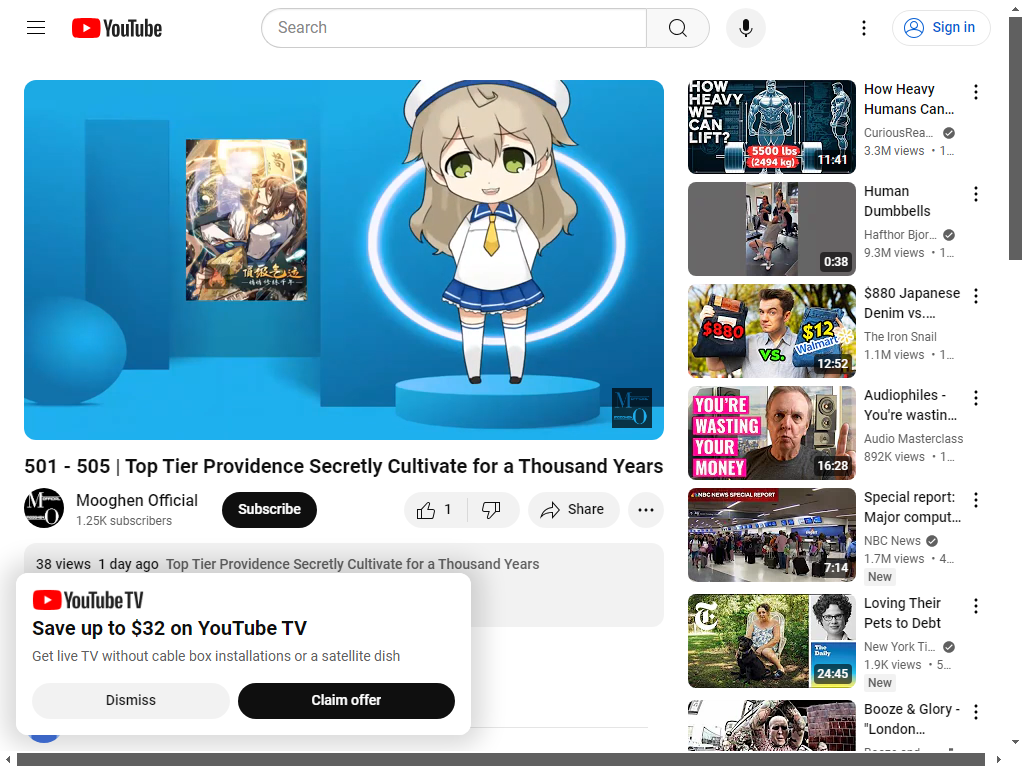 YouTube
Search
Sign in
頂級氣運
悄悄修練千年
MOOGHEN
501 - 505 | Top Tier Providence Secretly Cultivate for a Thousand Years
Mooghen Official
1.25K subscribers
Subscribe
1
Share
38 views 1 day ago Top Tier Providence Secretly Cultivate for a Thousand Years
YouTube TV
Save up to $32 on YouTube TV
Get live TV without cable box installations or a satellite dish
Dismiss
Claim offer
HOW
HEAVY
WE
CAN
LIFT?
5500 lbs
(2494 kg)
11:41
How Heavy
Humans Can...
CuriousRea...
3.3M views • 1...
0:38
Human
Dumbbells
Hafthor Bjor...
9.3M views • 1...
$880
VS.
$12
Walmart
12:52
$880 Japanese
Denim vs....
The Iron Snail
1.1M views • 1...
YOU'RE
WASTING
YOUR
MONEY
16:28
Audiophiles -
You're wastin...
Audio Masterclass
892K views • 1...
NBC NEWS SPECIAL REPORT
7:14
Special report:
Major comput...
NBC News
1.7M views • 4...
New
The
Daily
24:45
Loving Their
Pets to Debt
New York Ti...
1.9K views • 5...
New
Booze & Glory -
"London...